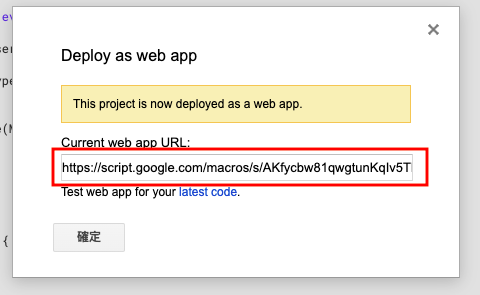 Deploy as web app
This project is now deployed as a web app.
Current web app URL:
https://script.google.com/macros/s/AKfycbw81qwgtunKqIv5T
Test web app for your latest code.
確定